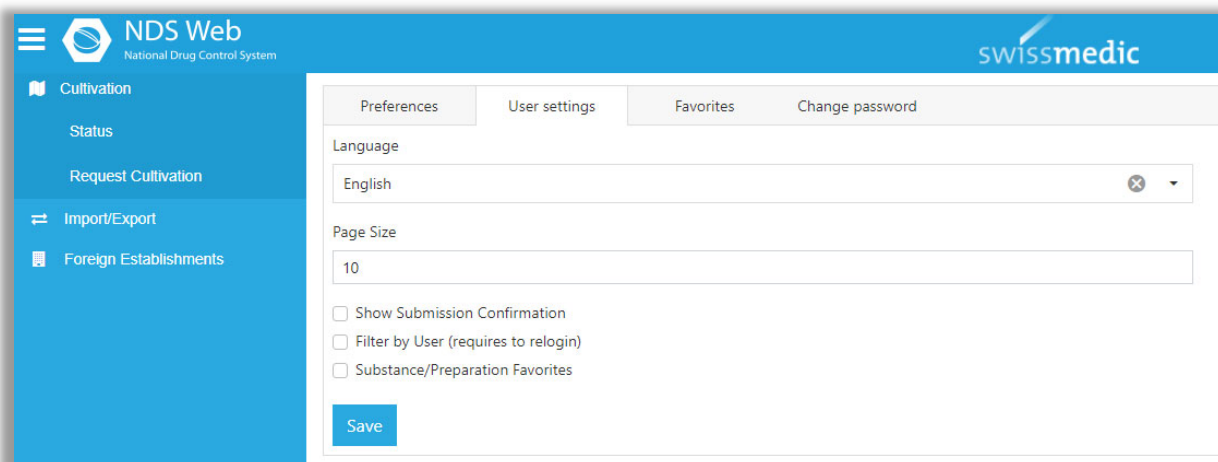 NDS Web
National Drug Control System
swissmedic
Cultivation
Status
Request Cultivation
Import/Export
Foreign Establishments
Preferences
User settings
Favorites
Change password
Language
English
Page Size
10
Show Submission Confirmation
Filter by User (requires to relogin)
Substance/Preparation Favorites
Save